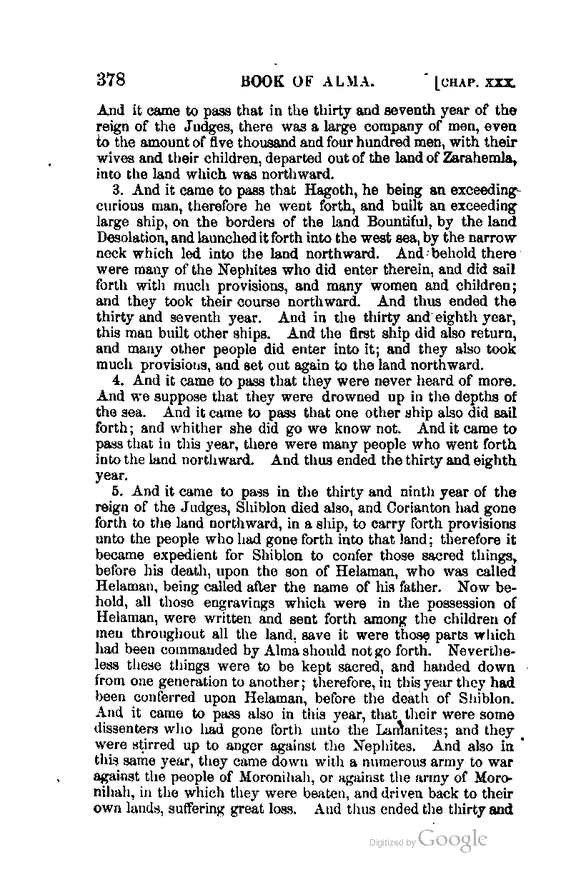 378 BOOK OF ALMA. [CHAP. XXX.
And it came to pass that in the thirty and seventh year of the
reign of the Judges, there was a large company of men, even
to the amount of five thousand and four hundred men, with their
wives and their children, departed out of the land of Zarahemla,
into the land which was northward.
3. And it came to pass that Hagoth, he being an exceeding-
curious man, therefore he went forth, and built an exceeding
large ship, on the borders of the land Bountiful, by the land
Desolation, and launched it forth into the west sea, by the narrow
neck which led into the land northward. And behold there
were many of the Nephites who did enter therein, and did sail
forth with much provisions, and many women and children;
and they took their course northward. And thus ended the
thirty and seventh year. And in the thirty and eighth year,
this man built other ships. And the first ship did also return,
and many other people did enter into it; and they also took
much provisions, and set out again to the land northward.
4. And it came to pass that they were never heard of more.
And we suppose that they were drowned up in the depths of
the sea. And it came to pass that one other ship also did sail
forth; and whither she did go we know not. And it came to
pass that in this year, there were many people who went forth
into the land northward. And thus ended the thirty and eighth
year.
5. And it came to pass in the thirty and ninth year of the
reign of the Judges, Shiblon died also, and Corianton had gone
forth to the land northward, in a ship, to carry forth provisions
unto the people who had gone forth into that land; therefore it
became expedient for Shiblon to confer those sacred things,
before his death, upon the son of Helaman, who was called
Helaman, being called after the name of his father. Now be-
hold, all those engravings which were in the possession of
Helaman, were written and sent forth among the children of
men throughout all the land, save it were those parts which
had been commanded by Alma should not go forth. Neverthe-
less these things were to be kept sacred, and handed down
from one generation to another; therefore, in this year they had
been conferred upon Helaman, before the death of Shiblon.
And it came to pass also in this year, that their were some
dissenters who had gone forth unto the Lamanites; and they
were stirred up to anger against the Nephites. And also in
this same year, they came down with a numerous army to war
against the people of Moronihah, or against the army of Moro-
nihah, in the which they were beaten, and driven back to their
own lands, suffering great loss. And thus ended the thirty and
Digitized by Google